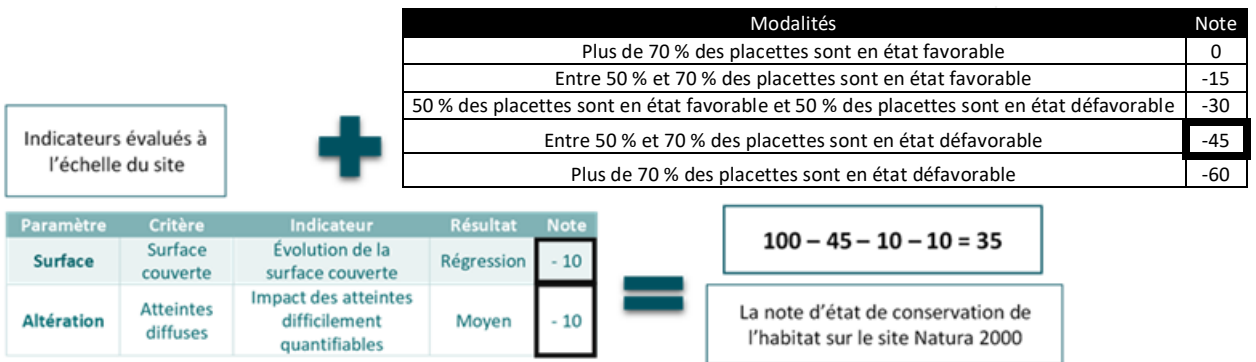 Modalités Note
Plus de 70 % des placettes sont en état favorable 0
Entre 50 % et 70 % des placettes sont en état favorable -15
50 % des placettes sont en état favorable et 50 % des placettes sont en état défavorable -30
Entre 50 % et 70 % des placettes sont en état défavorable -45
Plus de 70 % des placettes sont en état défavorable -60
Indicateurs évalués à
l'échelle du site
Paramètre Critère Indicateur Résultat Note
Surface
Surface
couverte
Évolution de la
surface couverte
Régression
- 10
Altération
Atteintes
diffuses
Impact des atteintes
difficilement
quantifiables
Moyen
- 10
100 – 45 – 10 – 10 = 35
La note d'état de conservation de
l'habitat sur le site Natura 2000